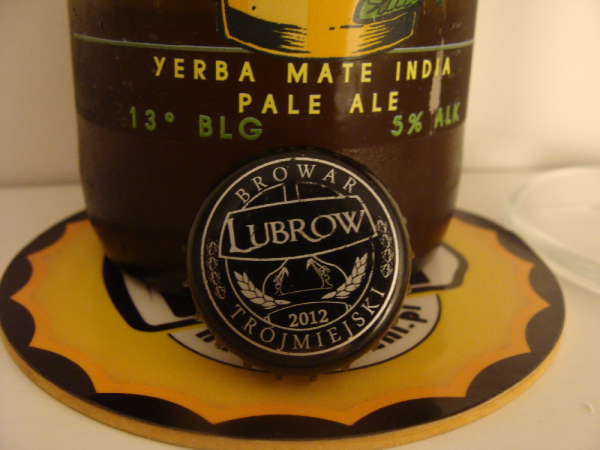 YERBA MATE INDIA
PALE ALE
13° BLG
5% ALK
BROWAR
LUBROW
2012
TRÓJMIEJSKI